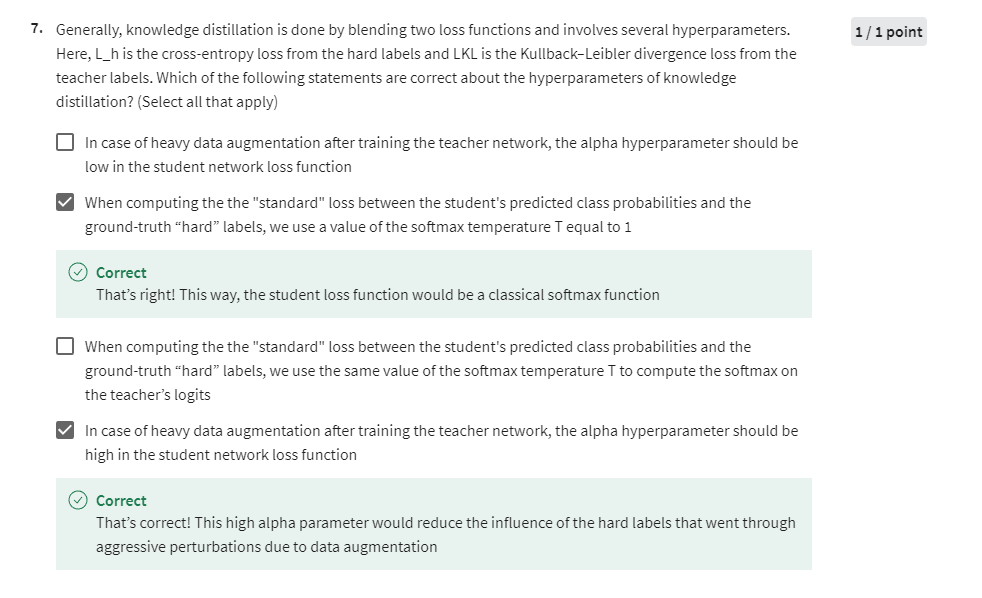 7. Generally, knowledge distillation is done by blending two loss functions and involves several hyperparameters. 1 / 1 point
Here, L_h is the cross-entropy loss from the hard labels and LKL is the Kullback–Leibler divergence loss from the
teacher labels. Which of the following statements are correct about the hyperparameters of knowledge
distillation? (Select all that apply)
In case of heavy data augmentation after training the teacher network, the alpha hyperparameter should be
low in the student network loss function
When computing the the "standard" loss between the student's predicted class probabilities and the
ground-truth “hard” labels, we use a value of the softmax temperature T equal to 1
Correct
That’s right! This way, the student loss function would be a classical softmax function
When computing the the "standard" loss between the student's predicted class probabilities and the
ground-truth “hard” labels, we use the same value of the softmax temperature T to compute the softmax on
the teacher’s logits
In case of heavy data augmentation after training the teacher network, the alpha hyperparameter should be
high in the student network loss function
Correct
That’s correct! This high alpha parameter would reduce the influence of the hard labels that went through
aggressive perturbations due to data augmentation